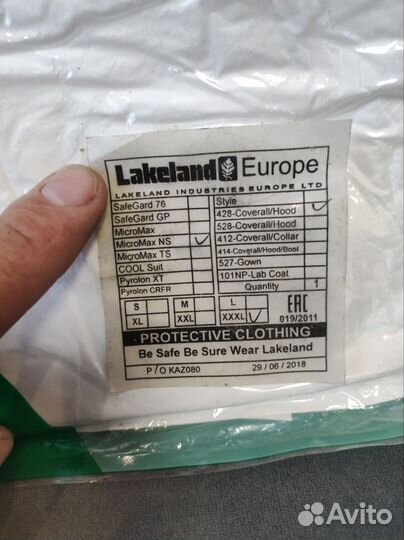 Lakeland Europe
LAKELAND INDUSTRIES EUROPE LTD
SafeGard 76 Style
SafeGard GP 428-Coverall/Hood ✓
MicroMax 528-Coverall/Hood
MicroMax NS ✓ 412-Coverall/Collar
MicroMax TS 414-Coverall/Hood/Boot
COOL Suit 527-Gown
Pyrolon XT 101NP-Lab Coat
Pyrolon CRFR Quantity 1
S M L EAC
XL XXL XXXL ✓ 019/2011
PROTECTIVE CLOTHING
Be Safe Be Sure Wear Lakeland
P/O KAZ080 29/06/2018
Avito